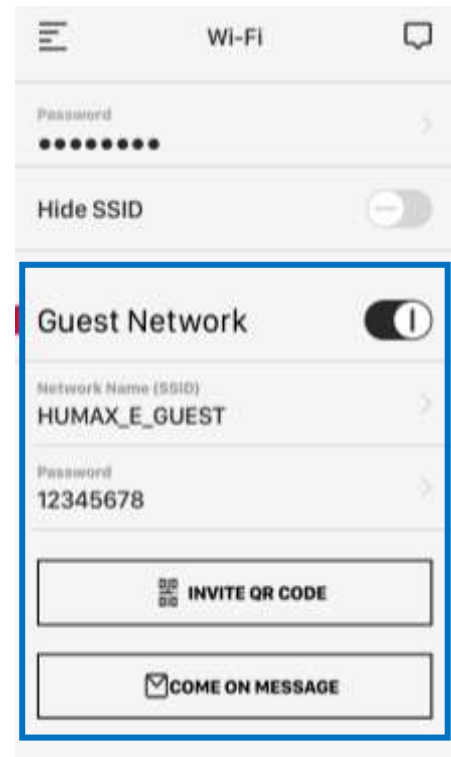 Wi-Fi
Password
●●●●●●●●
Hide SSID
Guest Network
Network Name (SSID)
HUMAX_E_GUEST
Password
12345678
INVITE QR CODE
COME ON MESSAGE